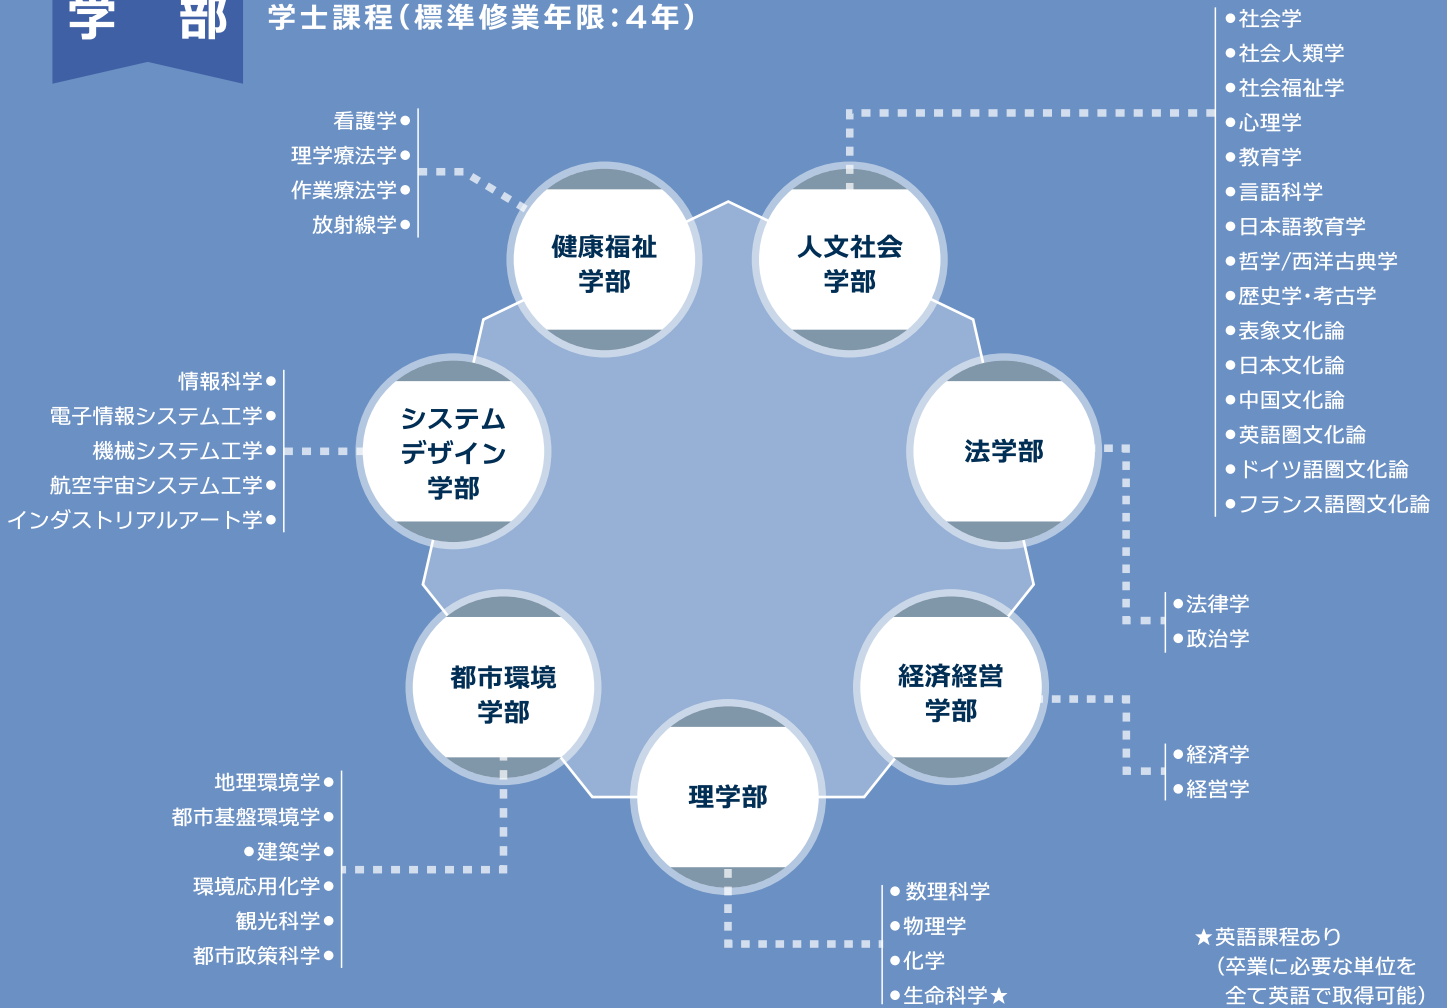 学 部
学士課程(標準修業年限:4年)
看護学●
理学療法学●
作業療法学●
放射線学●
健康福祉
学部
人文社会
学部
●社会学
●社会人類学
●社会福祉学
●心理学
●教育学
●言語科学
●日本語教育学
●哲学/西洋古典学
●歴史学・考古学
●表象文化論
●日本文化論
●中国文化論
●英語圏文化論
●ドイツ語圏文化論
●フランス語圏文化論
情報科学●
電子情報システム工学●
機械システム工学●
航空宇宙システム工学●
インダストリアルアート学●
システム
デザイン
学部
法学部
●法律学
●政治学
都市環境
学部
経済経営
学部
●経済学
●経営学
理学部
地理環境学●
都市基盤環境学●
●建築学●
環境応用化学●
観光科学●
都市政策科学●
●数理科学
●物理学
●化学
●生命科学★
★英語課程あり
(卒業に必要な単位を
全て英語で取得可能)